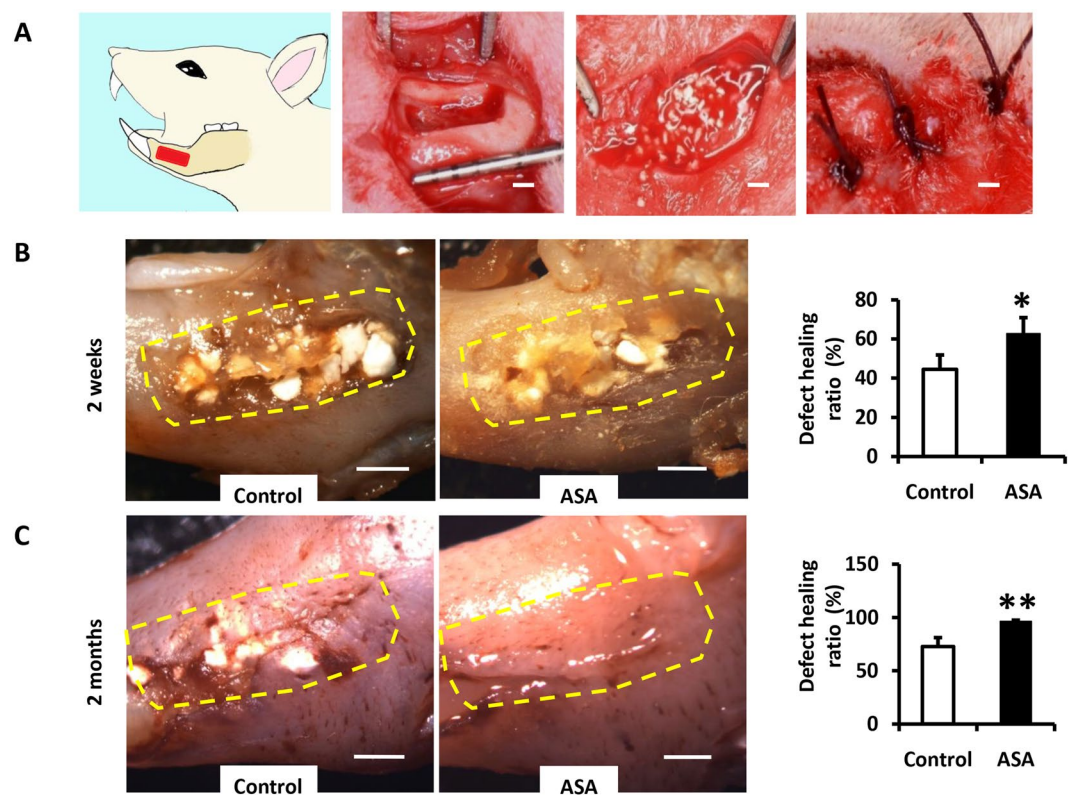 A
B
2 weeks
Control
ASA
Defect healing
ratio (%)
80
60
40
20
0
*
Control
ASA
C
2 months
Control
ASA
Defect healing
ratio (%)
150
100
50
0
**
Control
ASA